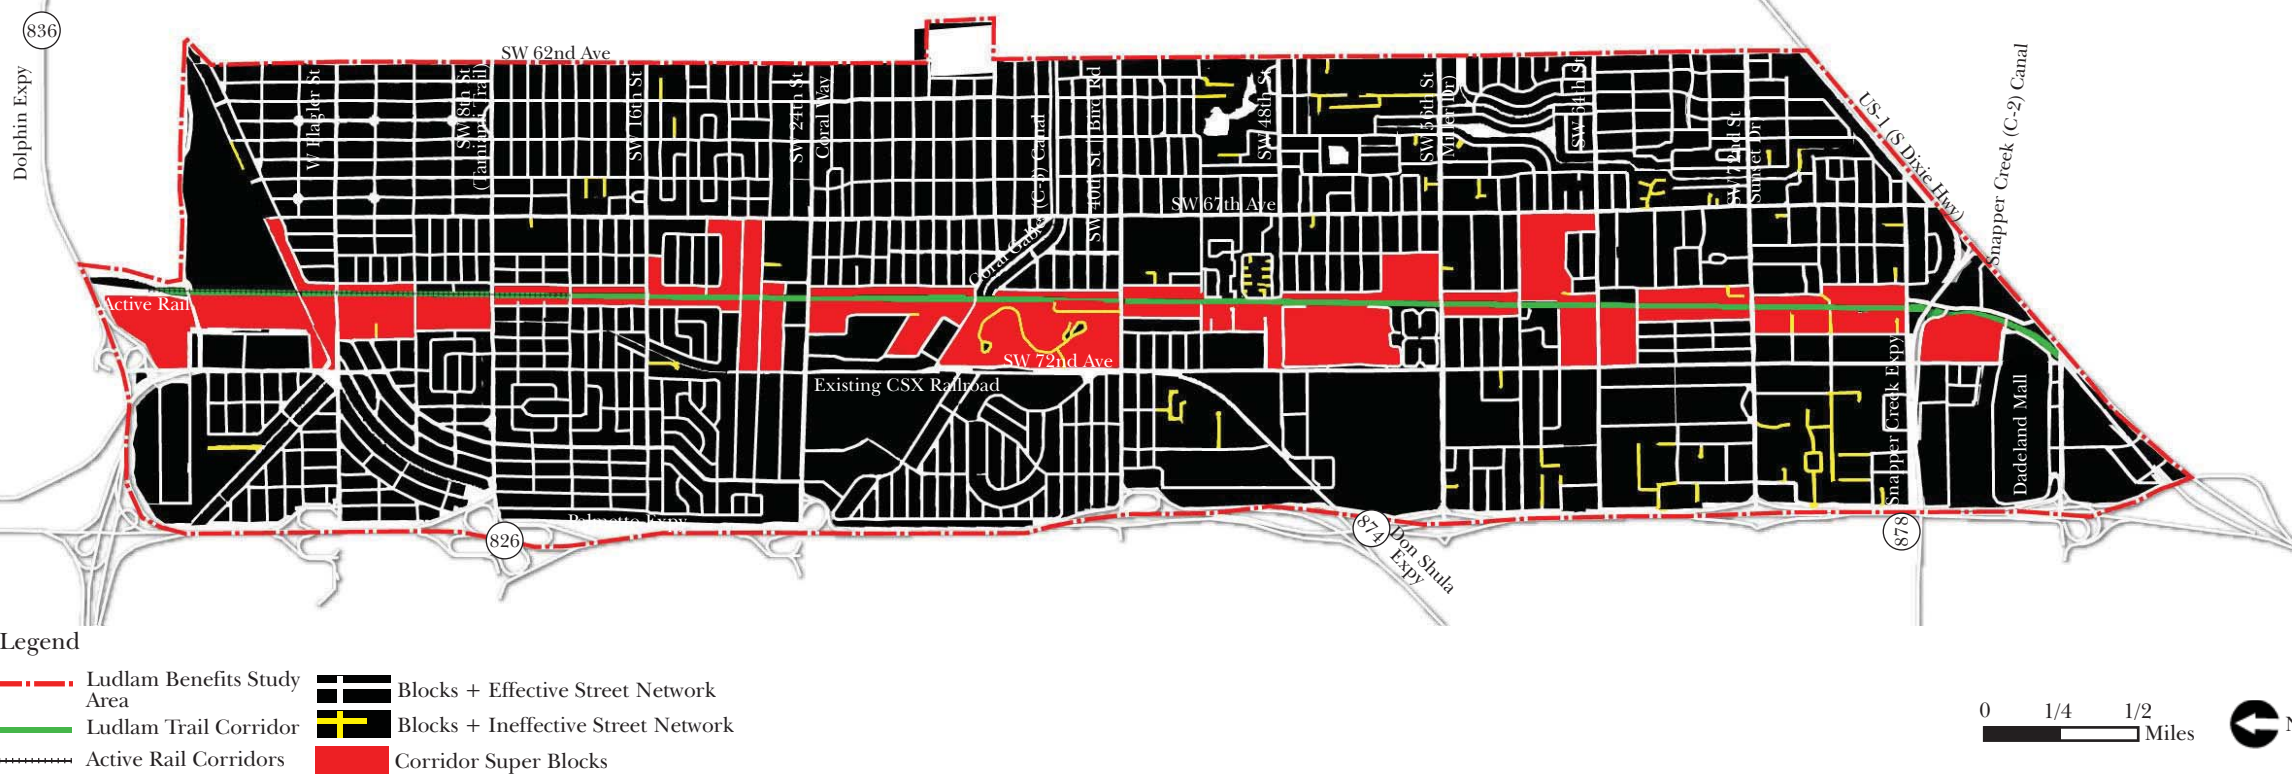 836
Dolphin Expy
SW 62nd Ave
W Flagler St
SW 8th St
(Tamiami Trail)
SW 16th St
SW 24th St
Coral Way
Coral Gables (C-3) Canal
SW 40th St
Bird Rd
SW 48th St
SW 56th St
(Miller Dr)
SW 64th St
SW 72nd St
Sunset Dr)
US-1 (S Dixie Hwy)
Snapper Creek (C-2) Canal
SW 67th Ave
Active Rail
SW 72nd Ave
Existing CSX Railroad
Snapper Creek Expy
Dadeland Mall
Palmetto Expy
826
874
Don Shula
Expy
878
Legend
Ludlam Benefits Study
Area
Ludlam Trail Corridor
Active Rail Corridors
Blocks + Effective Street Network
Blocks + Ineffective Street Network
Corridor Super Blocks
0 1/4 1/2
Miles
N